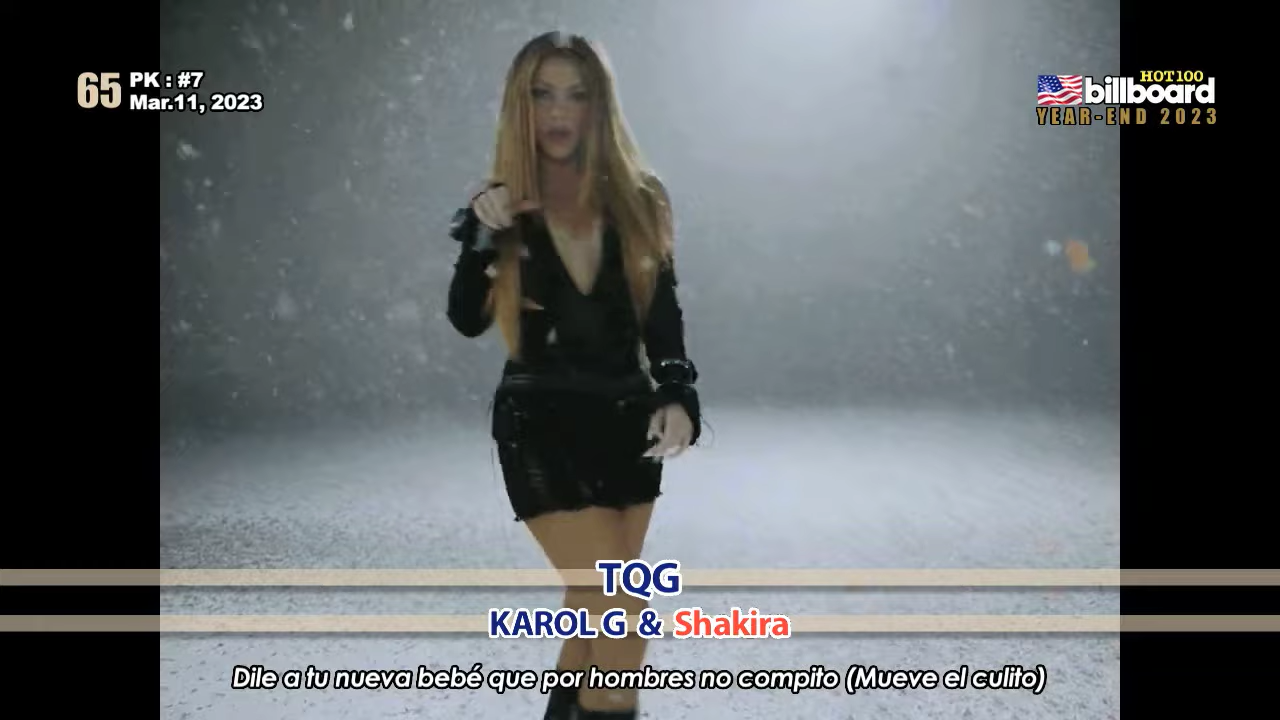 65 PK : #7
Mar.11, 2023
HOT100
billboard
YEAR-END 2023
TQG
KAROL G & Shakira
Dile a tu nueva bebé que por hombres no compito (Mueve el culito)